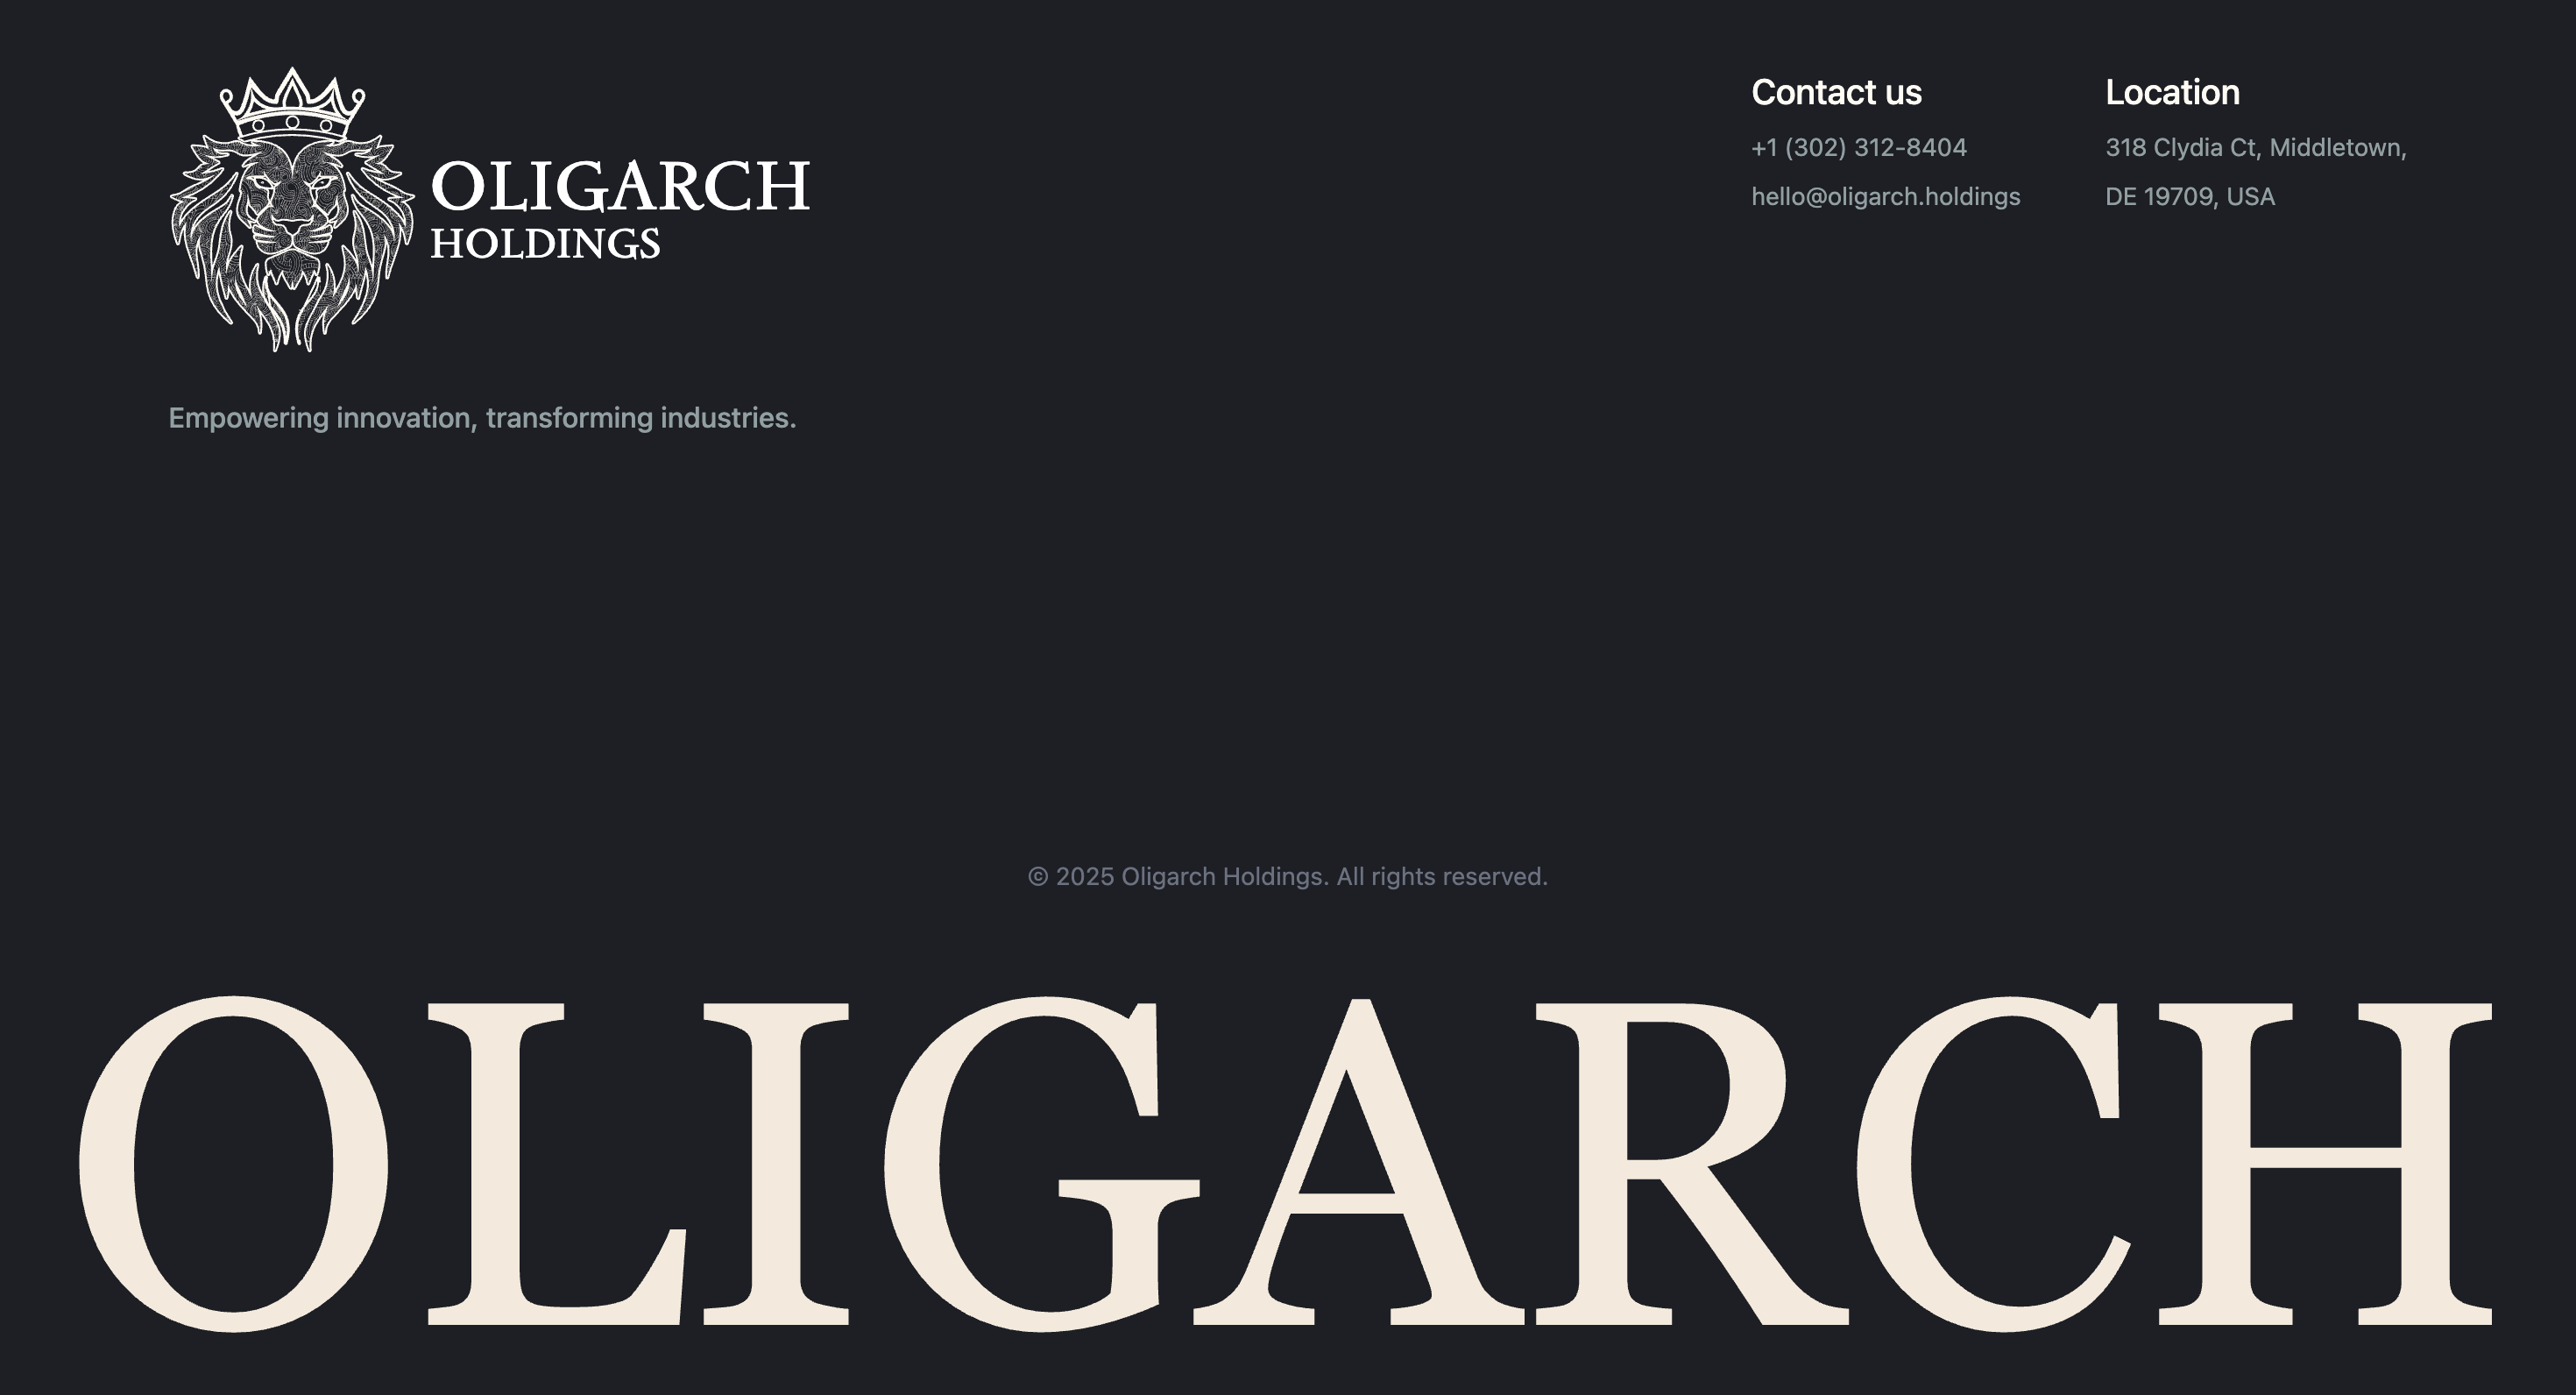 OLIGARCH
HOLDINGS
Empowering innovation, transforming industries.
Contact us
+1 (302) 312-8404
hello@oligarch.holdings
Location
318 Clydia Ct, Middletown,
DE 19709, USA
© 2025 Oligarch Holdings. All rights reserved.
OLIGARCH